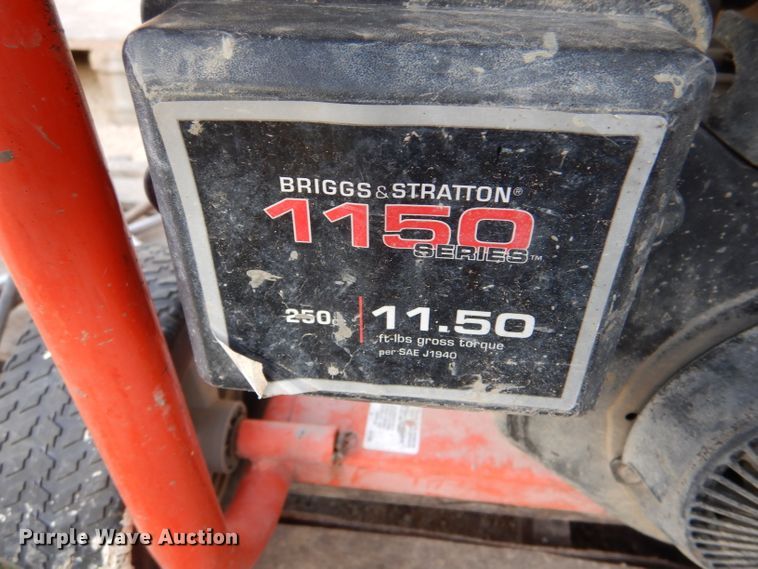 BRIGGS & STRATTON®
1150
SERIES™
250
11.50
ft-lbs gross torque
per SAE J1940
Purple Wave Auction